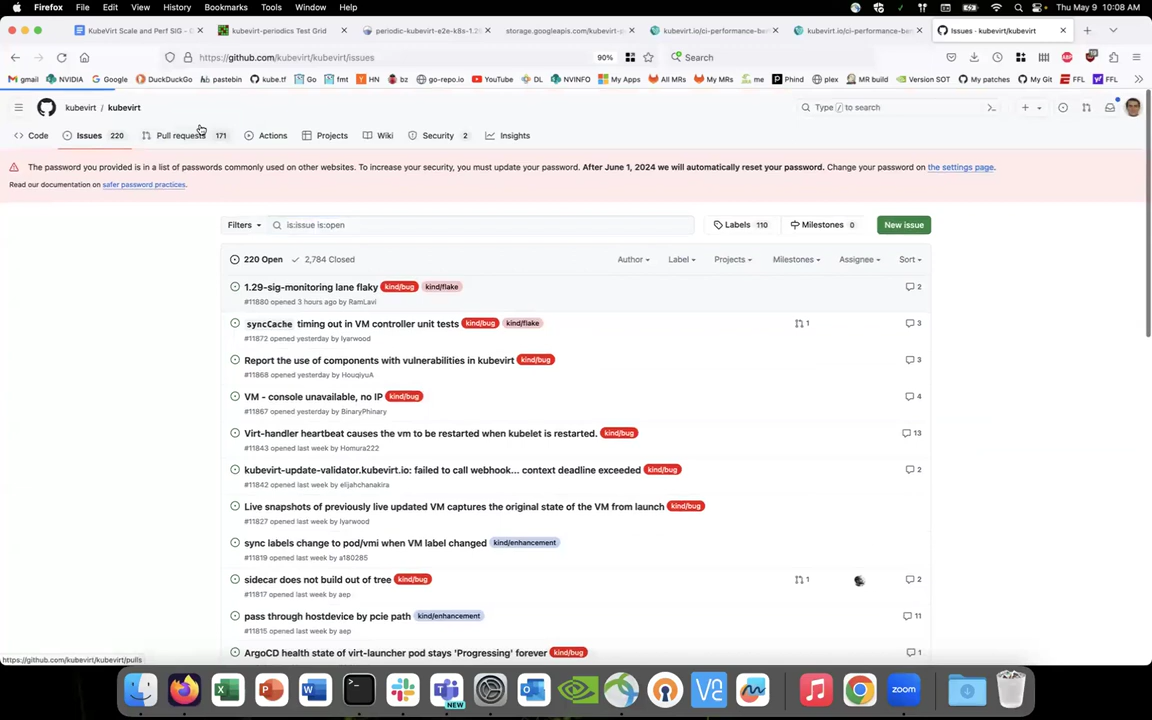 Firefox File Edit View History Bookmarks Tools Window Help Thu May 9 10:08 AM
KubeVirt Scale and Perf SIG - kubevirt-periodics Test Grid periodic-kubevirt-e2e-k8s-1.29 storage.googleapis.com/kubevirt-p kubevirt.io/ci-performance-ben kubevirt.io/ci-performance-ben Issues · kubevirt/kubevirt
https://github.com/kubevirt/kubevirt/issues 90% Search
gmail NVIDIA Google DuckDuckGo pastebin kube.tf Go fmt HN bz go-repo.io YouTube DL NVINFO My Apps All MRs My MRs me Phind plex MR build Version SOT My patches My Git FFL FFL
kubevirt / kubevirt Type / to search
Code Issues 220 Pull requests 171 Actions Projects Wiki Security 2 Insights
The password you provided is in a list of passwords commonly used on other websites. To increase your security, you must update your password. After June 1, 2024 we will automatically reset your password. Change your password on the settings page.
Read our documentation on safer password practices.
Filters is:issue is:open Labels 110 Milestones 0 New issue
220 Open 2,784 Closed Author Label Projects Milestones Assignee Sort
1.29-sig-monitoring lane flaky kind/bug kind/flake 2
#11880 opened 3 hours ago by RamLavi
syncCache timing out in VM controller unit tests kind/bug kind/flake 1 3
#11872 opened yesterday by lyarwood
Report the use of components with vulnerabilities in kubevirt kind/bug 3
#11868 opened yesterday by HouqiyuA
VM - console unavailable, no IP kind/bug 4
#11867 opened yesterday by BinaryPhinary
Virt-handler heartbeat causes the vm to be restarted when kubelet is restarted. kind/bug 13
#11843 opened last week by Homura222
kubevirt-update-validator.kubevirt.io: failed to call webhook... context deadline exceeded kind/bug 2
#11842 opened last week by elijahchanakira
Live snapshots of previously live updated VM captures the original state of the VM from launch kind/bug
#11827 opened last week by lyarwood
sync labels change to pod/vmi when VM label changed kind/enhancement
#11819 opened last week by a180285
sidecar does not build out of tree kind/bug 1 2
#11817 opened last week by aep
pass through hostdevice by pcie path kind/enhancement 11
#11815 opened last week by aep
ArgoCD health state of virt-launcher pod stays 'Progressing' forever kind/bug 1
https://github.com/kubevirt/kubevirt/pulls
NEW
zoom